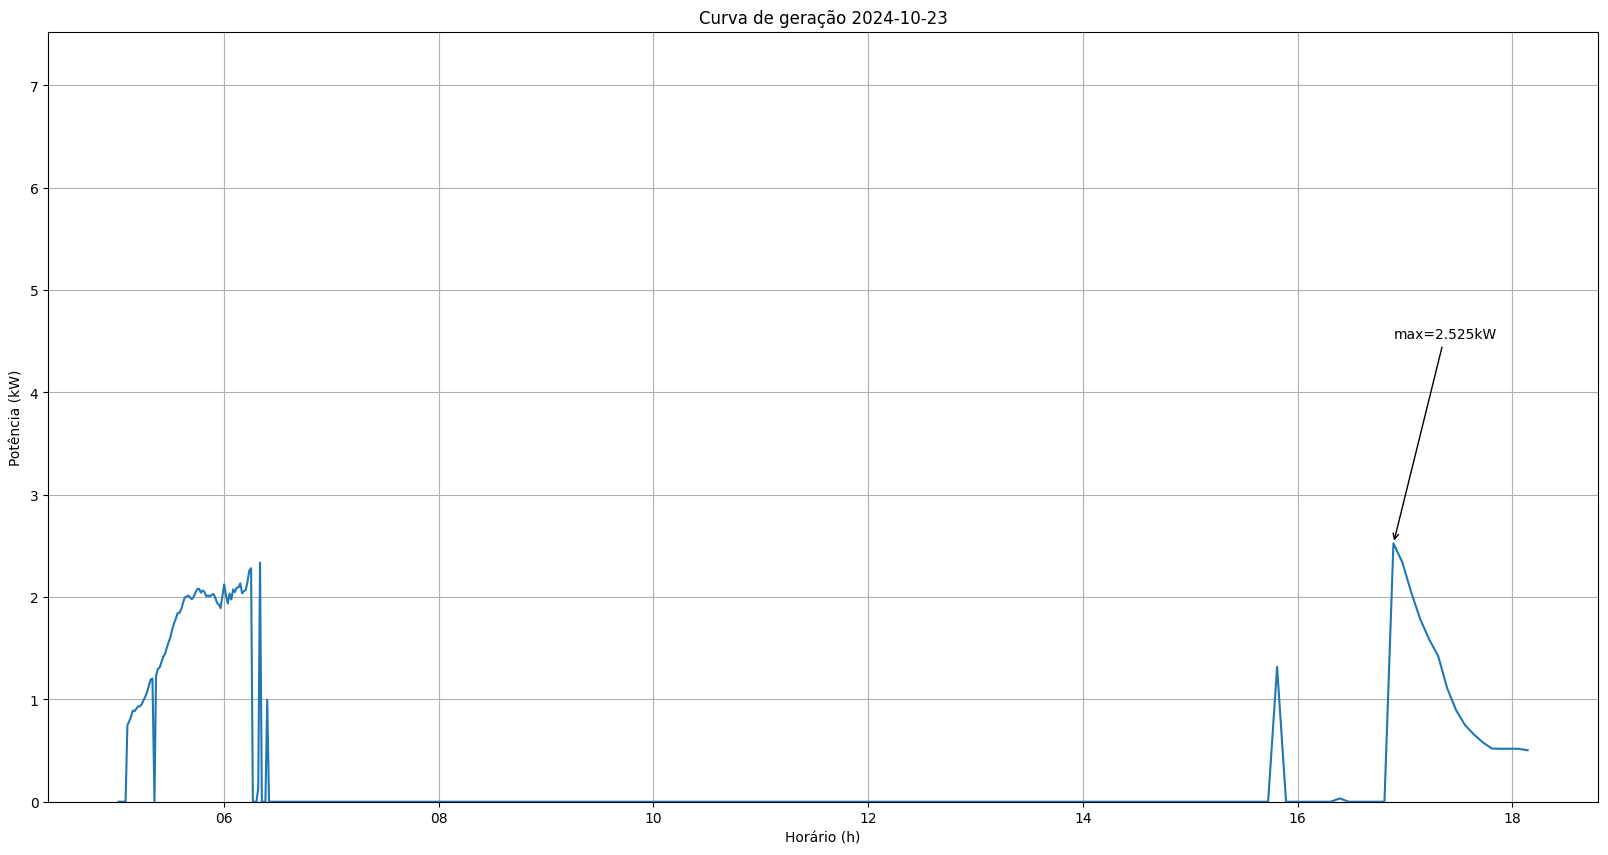 Curva de geração 2024-10-23
Potência (kW)
7
6
5
4
3
2
1
0
max=2.525kW
06 08 10 12 14 16 18
Horário (h)